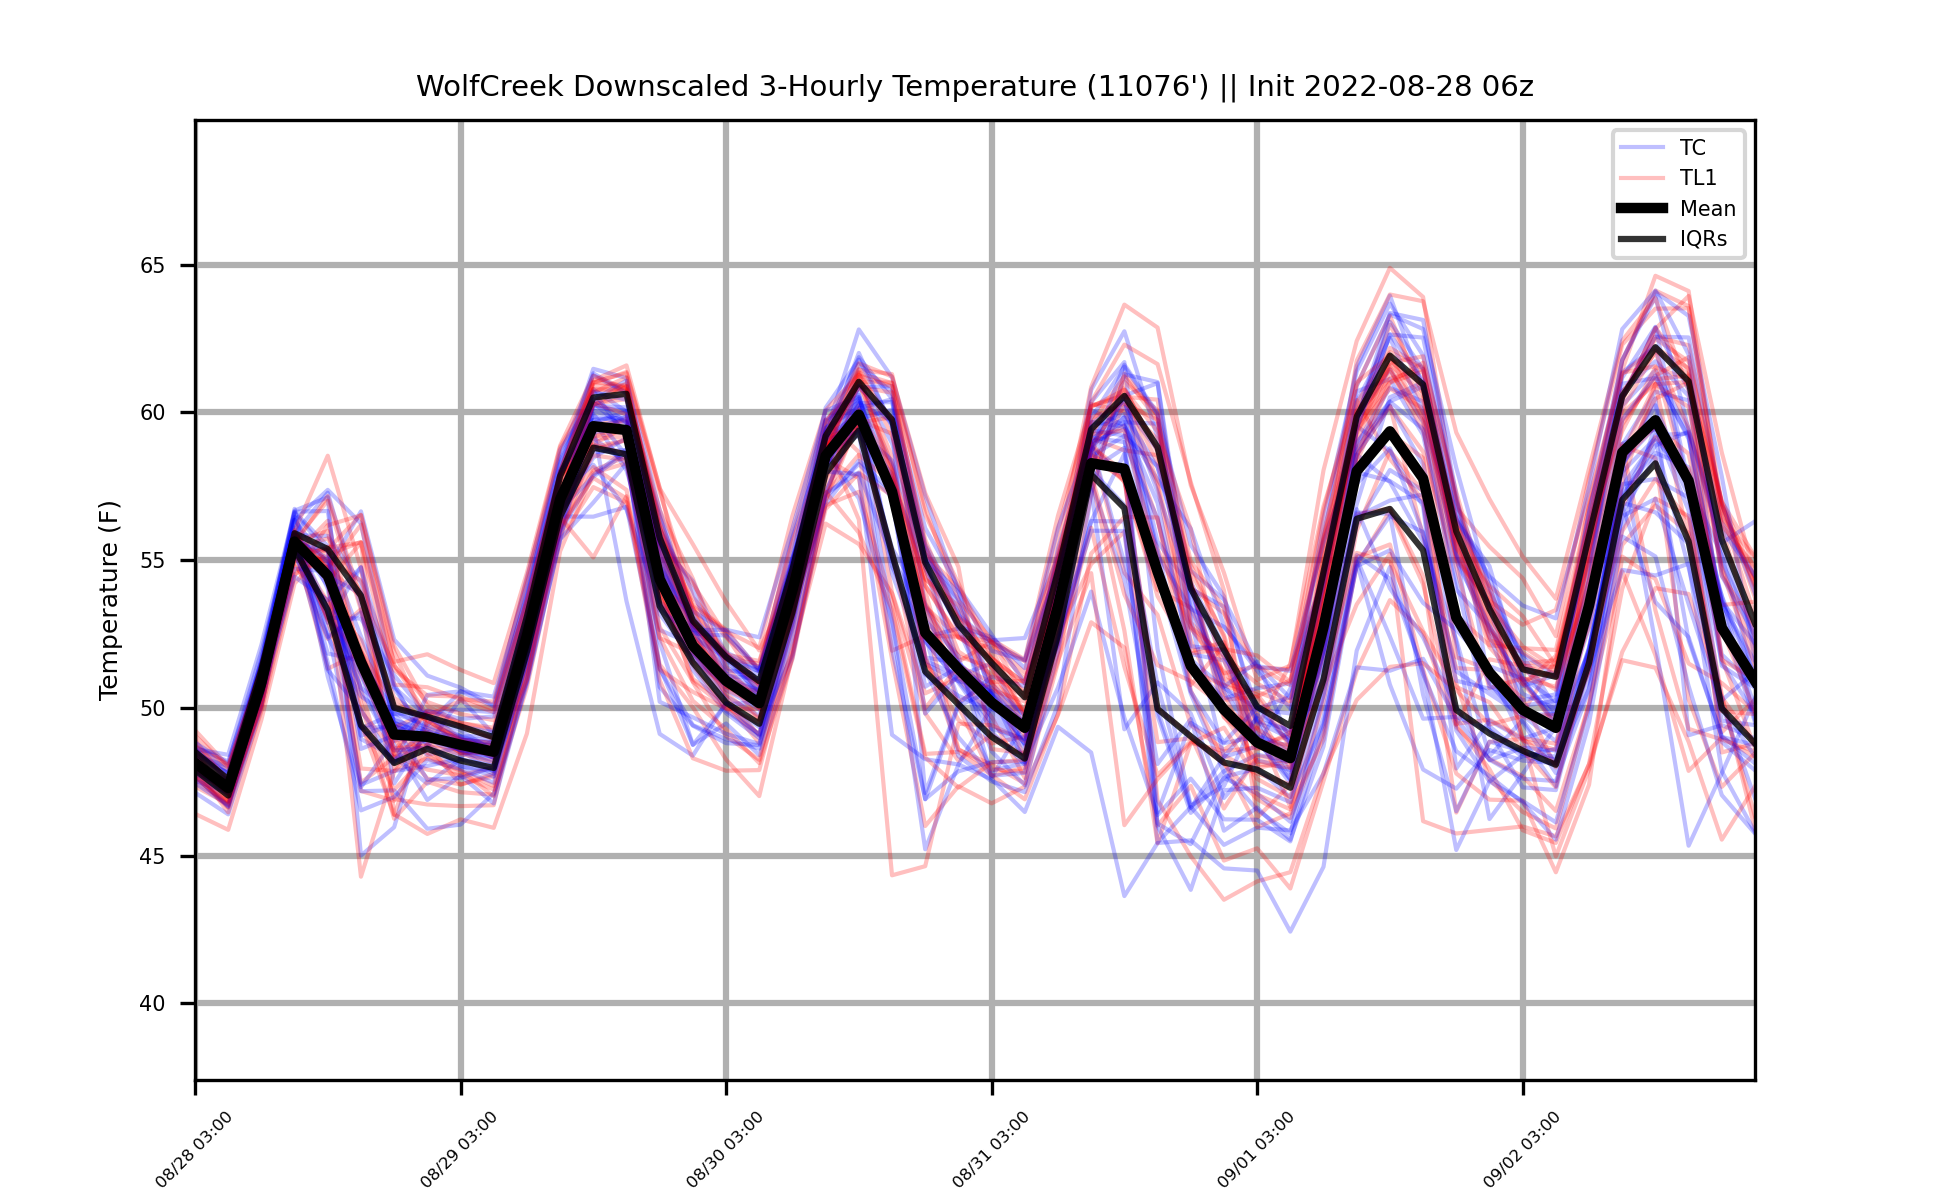 WolfCreek Downscaled 3-Hourly Temperature (11076') || Init 2022-08-28 06z
TC
TL1
Mean
IQRs
Temperature (F)
65
60
55
50
45
40
08/28 03:00
08/29 03:00
08/30 03:00
08/31 03:00
09/01 03:00
09/02 03:00